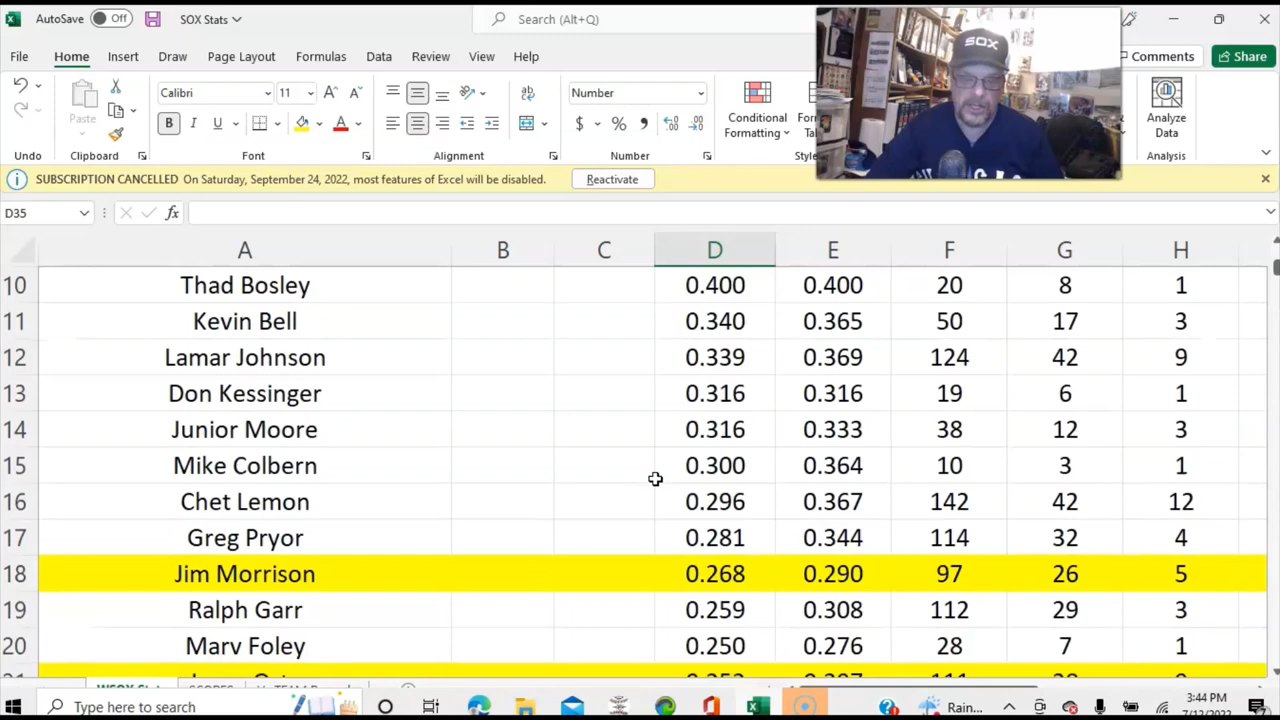 AutoSave Off SOX Stats Search (Alt+Q)
SOX
File Home Insert Draw Page Layout Formulas Data Review View Help Comments Share
Calibri 11 Number
Paste B I U $ % Conditional Formatting Analyze Data
Undo Clipboard Font Alignment Number Analysis
SUBSCRIPTION CANCELLED On Saturday, September 24, 2022, most features of Excel will be disabled. Reactivate
D35 fx
A B C D E F G H
10 Thad Bosley 0.400 0.400 20 8 1
11 Kevin Bell 0.340 0.365 50 17 3
12 Lamar Johnson 0.339 0.369 124 42 9
13 Don Kessinger 0.316 0.316 19 6 1
14 Junior Moore 0.316 0.333 38 12 3
15 Mike Colbern 0.300 0.364 10 3 1
16 Chet Lemon 0.296 0.367 142 42 12
17 Greg Pryor 0.281 0.344 114 32 4
18 Jim Morrison 0.268 0.290 97 26 5
19 Ralph Garr 0.259 0.308 112 29 3
20 Marv Foley 0.250 0.276 28 7 1
Type here to search Rain... 3:44 PM
7/12/2022